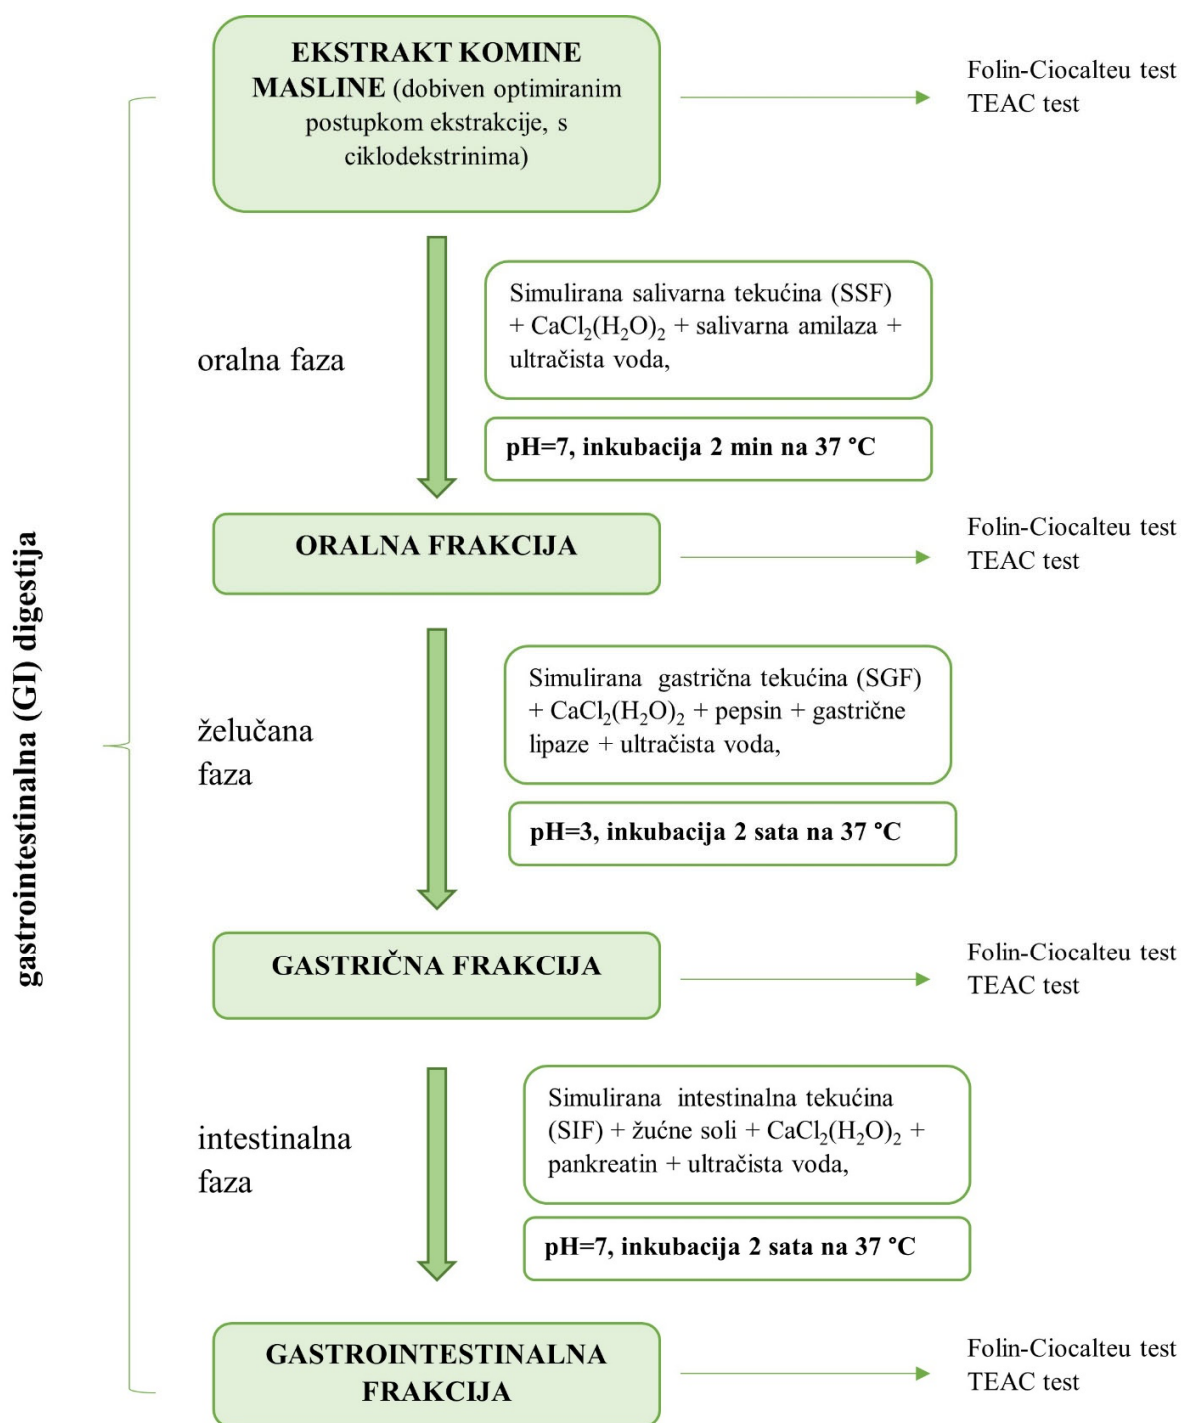 EKSTRAKT KOMINE
MASLINE (dobiven optimiranim
postupkom ekstrakcije, s
ciklodekstrinima)
Folin-Ciocalteu test
TEAC test
oralna faza
Simulirana salivarna tekućina (SSF)
+ CaCl₂(H₂O)₂ + salivarna amilaza +
ultračista voda,
pH=7, inkubacija 2 min na 37 °C
ORALNA FRAKCIJA
Folin-Ciocalteu test
TEAC test
gastrointestinalna (GI) digestija
želučana
faza
Simulirana gastrična tekućina (SGF)
+ CaCl₂(H₂O)₂ + pepsin + gastrične
lipaze + ultračista voda,
pH=3, inkubacija 2 sata na 37 °C
GASTRIČNA FRAKCIJA
Folin-Ciocalteu test
TEAC test
intestinalna
faza
Simulirana intestinalna tekućina
(SIF) + žućne soli + CaCl₂(H₂O)₂ +
pankreatin + ultračista voda,
pH=7, inkubacija 2 sata na 37 °C
GASTROINTESTINALNA
FRAKCIJA
Folin-Ciocalteu test
TEAC test